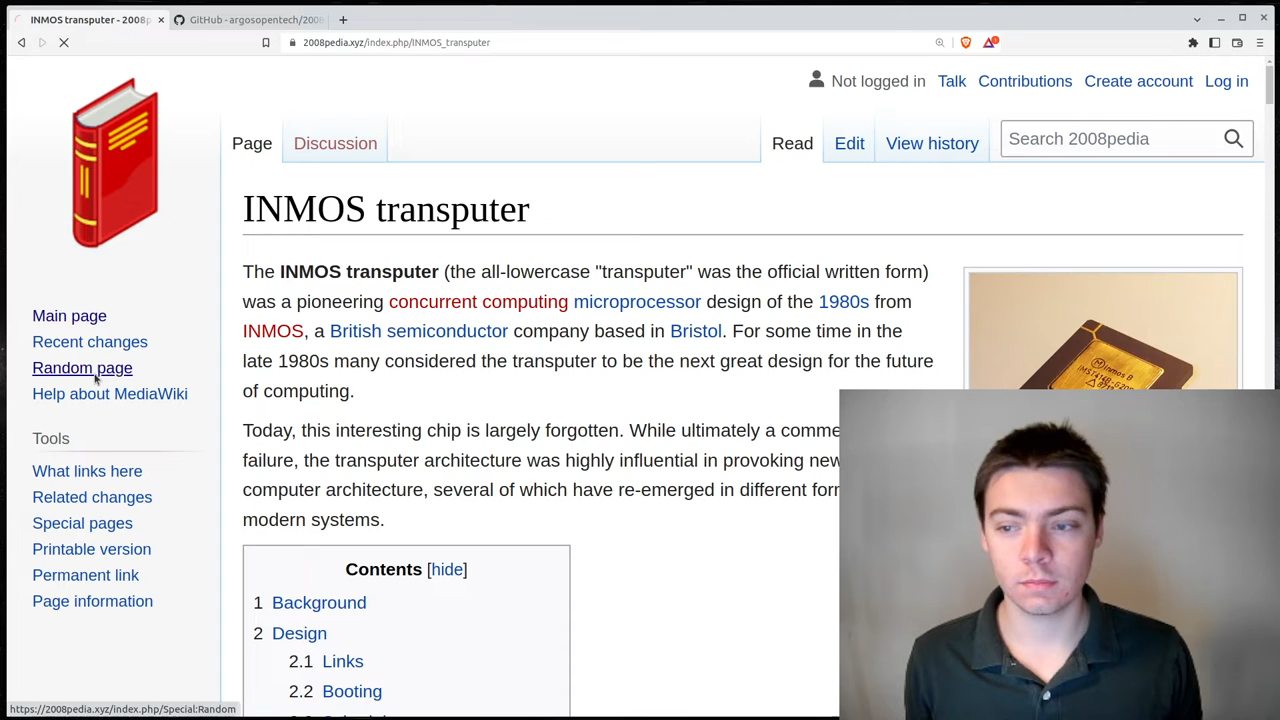 INMOS transputer - 2008p
GitHub - argosopentech/2008
2008pedia.xyz/index.php/INMOS_transputer
Not logged in Talk Contributions Create account Log in
Page Discussion Read Edit View history Search 2008pedia
INMOS transputer
The INMOS transputer (the all-lowercase "transputer" was the official written form)
was a pioneering concurrent computing microprocessor design of the 1980s from
INMOS, a British semiconductor company based in Bristol. For some time in the
late 1980s many considered the transputer to be the next great design for the future
of computing.
Today, this interesting chip is largely forgotten. While ultimately a comme
failure, the transputer architecture was highly influential in provoking new
computer architecture, several of which have re-emerged in different for
modern systems.
Contents [hide]
1 Background
2 Design
2.1 Links
2.2 Booting
Main page
Recent changes
Random page
Help about MediaWiki
Tools
What links here
Related changes
Special pages
Printable version
Permanent link
Page information
inmos B
https://2008pedia.xyz/index.php/Special:Random